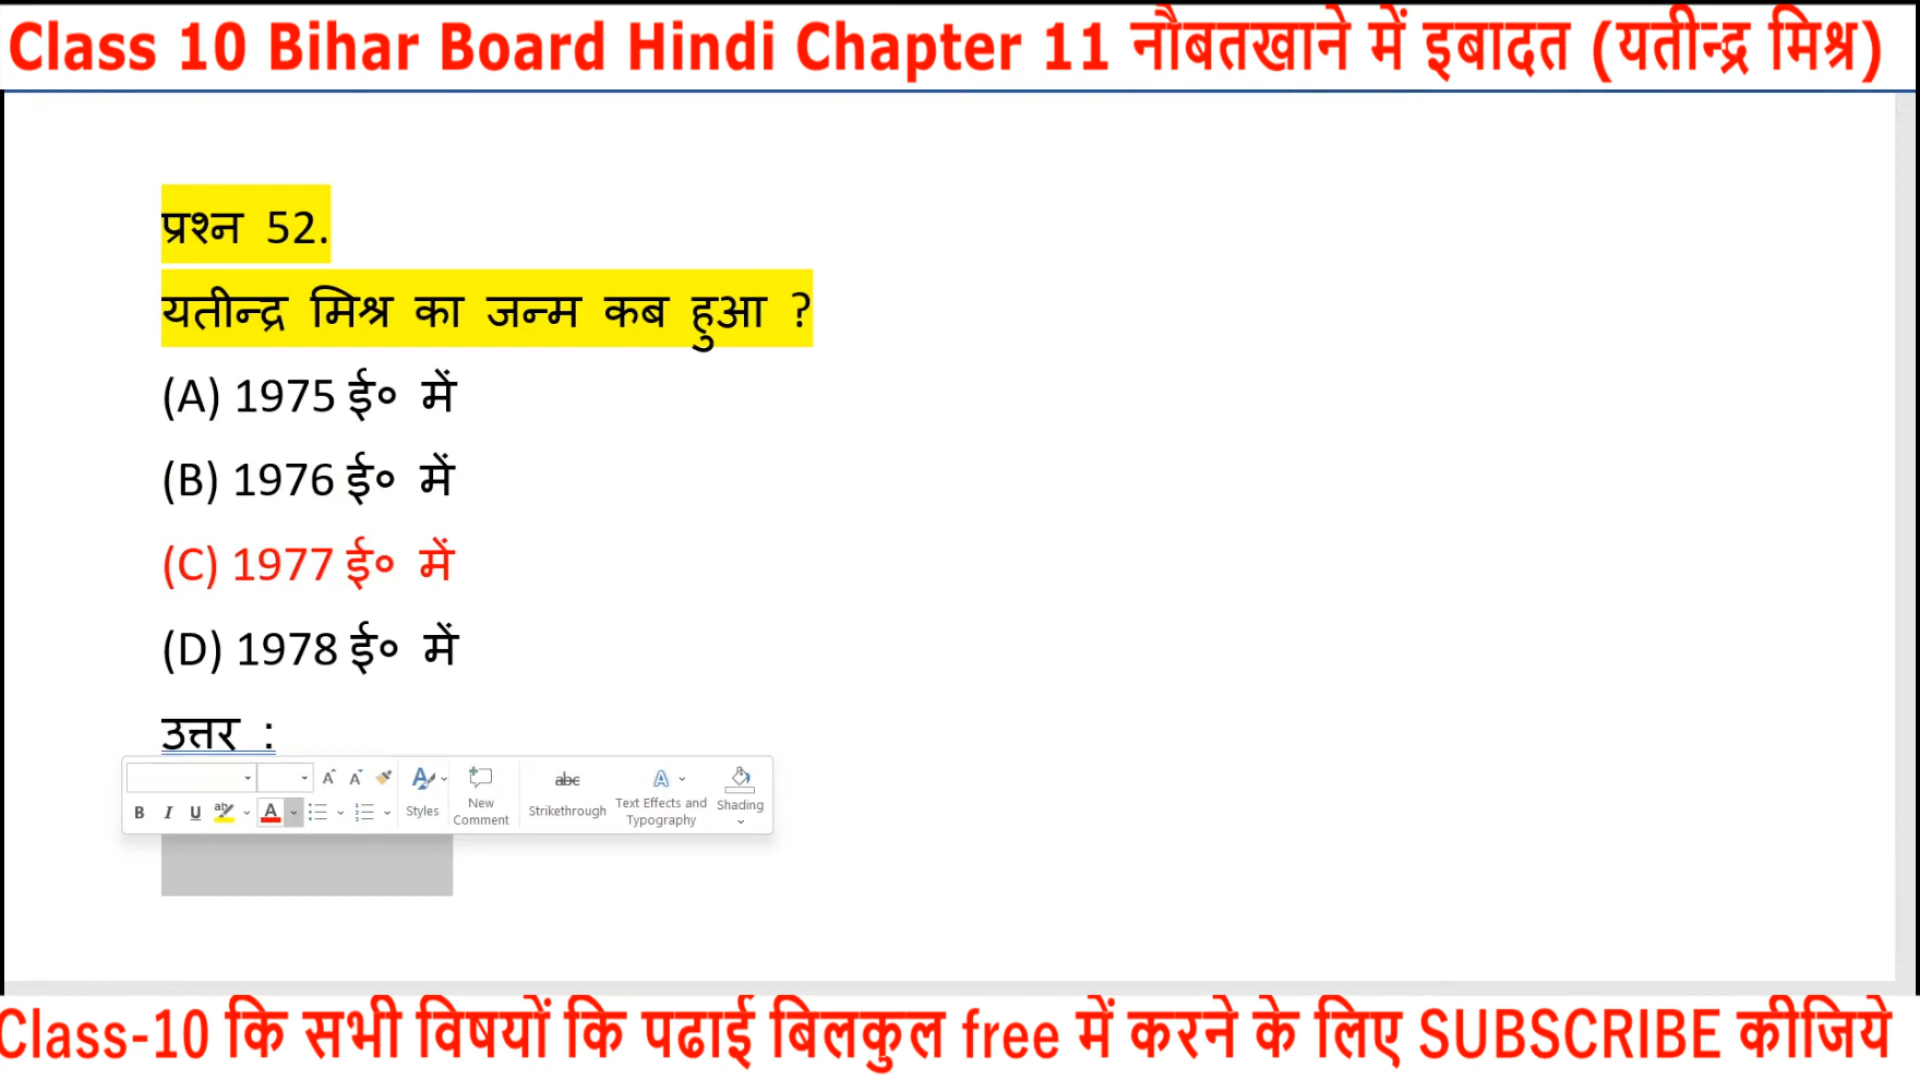 Class 10 Bihar Board Hindi Chapter 11 नौबतखाने में इबादत (यतीन्द्र मिश्र)
प्रश्न 52.
यतीन्द्र मिश्र का जन्म कब हुआ ?
(A) 1975 ई० में
(B) 1976 ई० में
(C) 1977 ई० में
(D) 1978 ई० में
उत्तर :
Styles
New Comment
abc
Strikethrough
Text Effects and Typography
Shading
B I U
Class-10 कि सभी विषयों कि पढाई बिलकुल free में करने के लिए SUBSCRIBE कीजिये